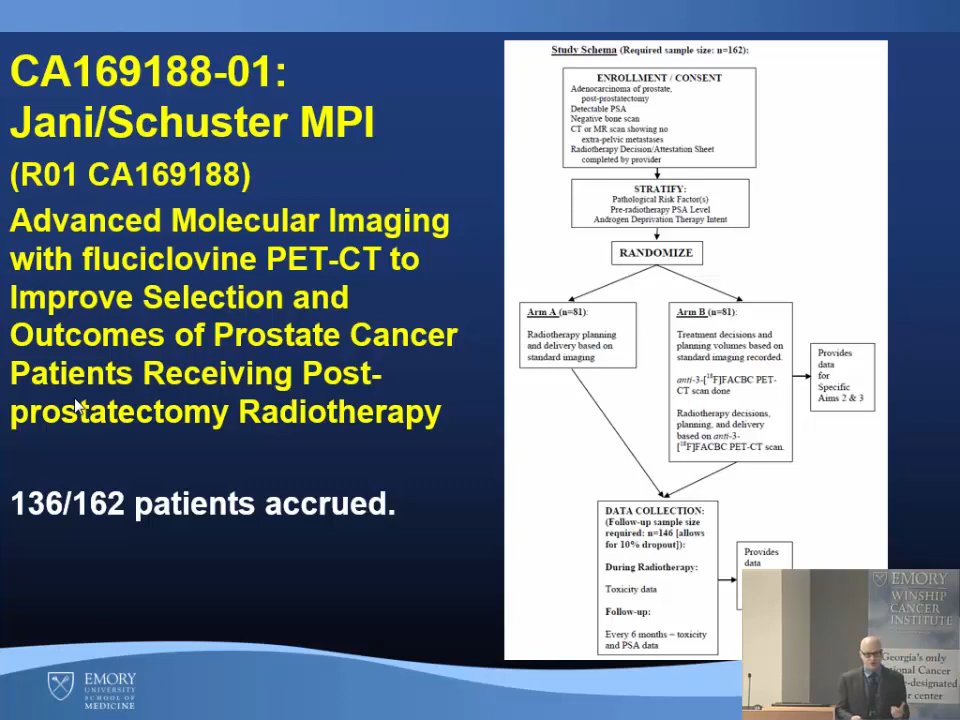 CA169188-01:
Jani/Schuster MPI
(R01 CA169188)
Advanced Molecular Imaging
with fluciclovine PET-CT to
Improve Selection and
Outcomes of Prostate Cancer
Patients Receiving Post-
prostatectomy Radiotherapy
136/162 patients accrued.
Study Schema (Required sample size: n=162):
ENROLLMENT / CONSENT
Adenocarcinoma of prostate,
post-prostatectomy
Detectable PSA
Negative bone scan
CT or MR scan showing no
extra-pelvic metastases
Radiotherapy Decision/Attestation Sheet
completed by provider
STRATIFY:
Pathological Risk Factor(s)
Pre-radiotherapy PSA Level
Androgen Deprivation Therapy Intent
RANDOMIZE
Arm A (n=81):
Radiotherapy planning
and delivery based on
standard imaging
Arm B (n=81):
Treatment decisions and
planning volumes based on
standard imaging recorded.
anti-3-[18F]FACBC PET-
CT scan done
Radiotherapy decisions,
planning, and delivery
based on anti-3-
[18F]FACBC PET-CT scan.
Provides
data
for
Specific
Aims 2 & 3
DATA COLLECTION:
(Follow-up sample size
required: n=146 [allows
for 10% dropout]):
During Radiotherapy:
Toxicity data
Follow-up:
Every 6 months – toxicity
and PSA data
Provides
data
EMORY
WINSHIP
CANCER
INSTITUTE
Georgia's only
Cancer
-designated
center
EMORY
UNIVERSITY
SCHOOL OF
MEDICINE